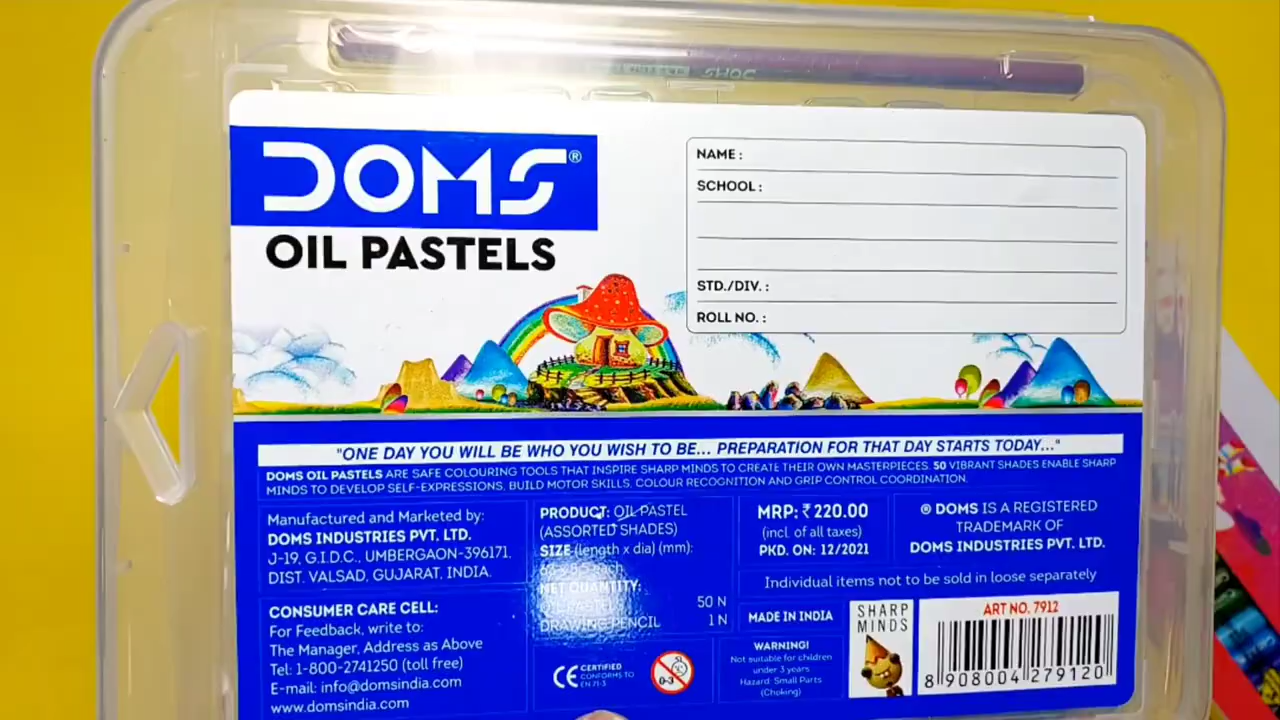 DOMS®
OIL PASTELS
NAME :
SCHOOL :
STD./DIV. :
ROLL NO. :
"ONE DAY YOU WILL BE WHO YOU WISH TO BE... PREPARATION FOR THAT DAY STARTS TODAY..."
DOMS OIL PASTELS ARE SAFE COLOURING TOOLS THAT INSPIRE SHARP MINDS TO CREATE THEIR OWN MASTERPIECES. 50 VIBRANT SHADES ENABLE SHARP
MINDS TO DEVELOP SELF-EXPRESSIONS, BUILD MOTOR SKILLS, COLOUR RECOGNITION AND GRIP CONTROL COORDINATION.
Manufactured and Marketed by:
DOMS INDUSTRIES PVT. LTD.
J-19, G.I.D.C., UMBERGAON-396171,
DIST. VALSAD, GUJARAT, INDIA.
CONSUMER CARE CELL:
For Feedback, write to:
The Manager, Address as Above
Tel: 1-800-2741250 (toll free)
E-mail: info@domsindia.com
www.domsindia.com
PRODUCT: OIL PASTEL
(ASSORTED SHADES)
SIZE (length x dia) (mm):
each
NET QUANTITY:
OIL PASTEL 50 N
DRAWING PENCIL 1 N
CE CERTIFIED
CONFORMS TO
EN 71-3
0-3
MRP: ₹ 220.00
(incl. of all taxes)
PKD. ON: 12/2021
® DOMS IS A REGISTERED
TRADEMARK OF
DOMS INDUSTRIES PVT. LTD.
Individual items not to be sold in loose separately
MADE IN INDIA
WARNING!
Not suitable for children
under 3 years
Hazard: Small Parts
(Choking)
SHARP
MINDS
ART NO. 7912
8 908004 279120